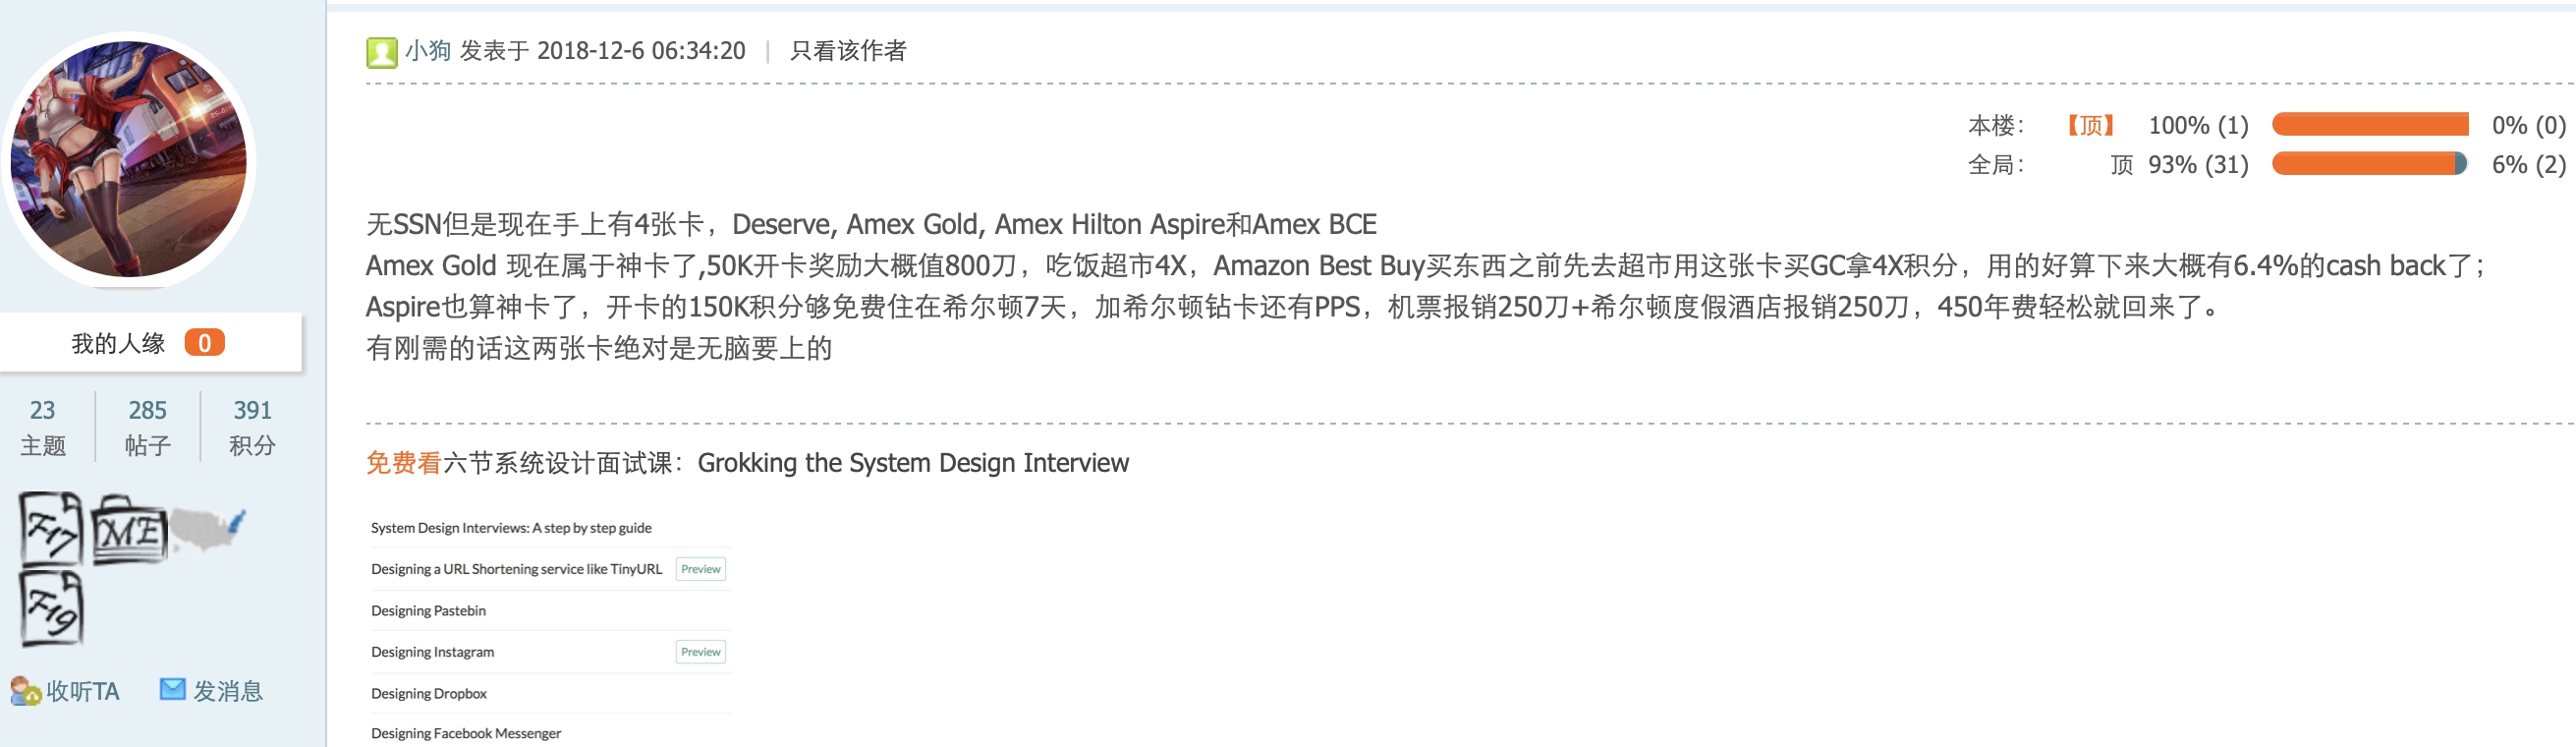 小狗 发表于 2018-12-6 06:34:20 | 只看该作者
本楼： 【顶】 100% (1) 0% (0)
全局： 顶 93% (31) 6% (2)
无SSN但是现在手上有4张卡，Deserve, Amex Gold, Amex Hilton Aspire和Amex BCE
Amex Gold 现在属于神卡了,50K开卡奖励大概值800刀，吃饭超市4X，Amazon Best Buy买东西之前先去超市用这张卡买GC拿4X积分，用的好算下来大概有6.4%的cash back了；
Aspire也算神卡了，开卡的150K积分够免费住在希尔顿7天，加希尔顿钻卡还有PPS，机票报销250刀+希尔顿度假酒店报销250刀，450年费轻松就回来了。
有刚需的话这两张卡绝对是无脑要上的
我的人缘 0
23 285 391
主题 帖子 积分
F17 ME
F19
收听TA 发消息
免费看六节系统设计面试课：Grokking the System Design Interview
System Design Interviews: A step by step guide
Designing a URL Shortening service like TinyURL Preview
Designing Pastebin
Designing Instagram Preview
Designing Dropbox
Designing Facebook Messenger